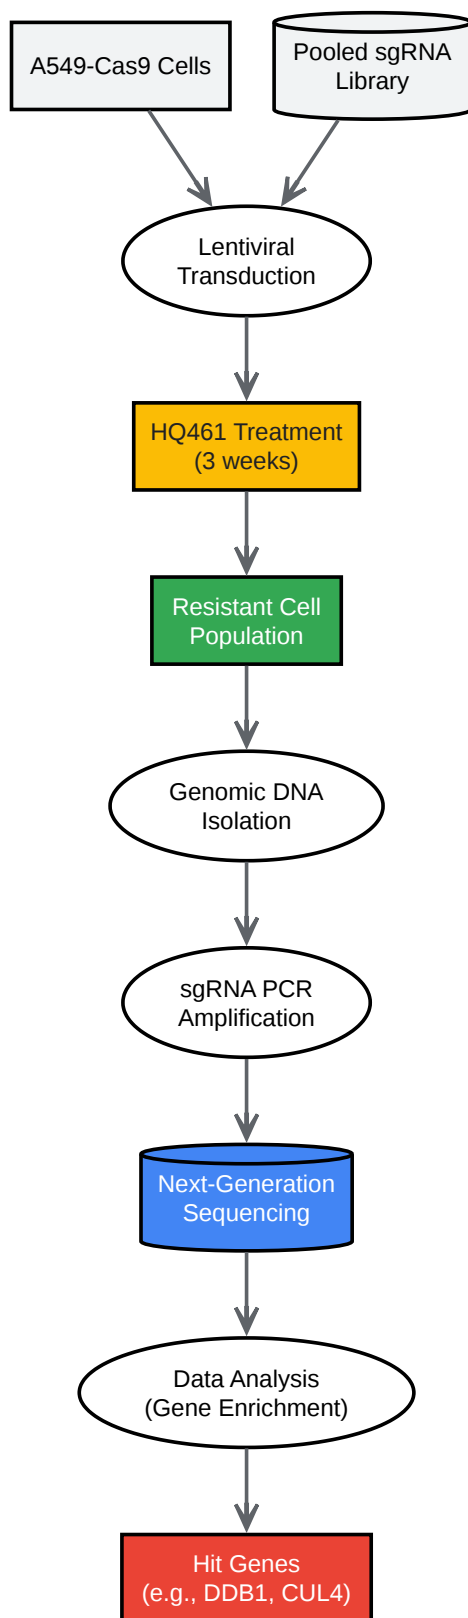 A549-Cas9 Cells
Pooled sgRNA
Library
Lentiviral
Transduction
HQ461 Treatment
(3 weeks)
Resistant Cell
Population
Genomic DNA
Isolation
sgRNA PCR
Amplification
Next-Generation
Sequencing
Data Analysis
(Gene Enrichment)
Hit Genes
(e.g., DDB1, CUL4)